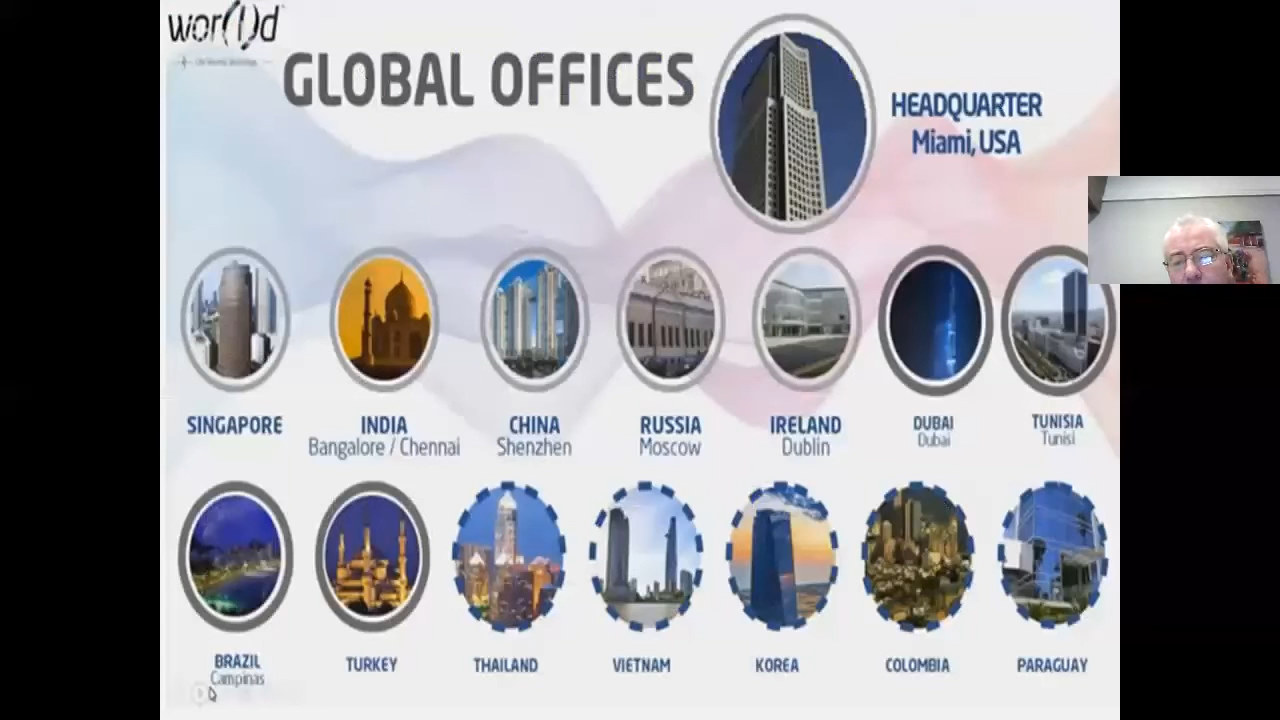 wor(l)d
GLOBAL OFFICES
HEADQUARTER
Miami, USA
SINGAPORE
INDIA
Bangalore / Chennai
CHINA
Shenzhen
RUSSIA
Moscow
IRELAND
Dublin
DUBAI
Dubai
TUNISIA
Tunisi
BRAZIL
Campinas
TURKEY
THAILAND
VIETNAM
KOREA
COLOMBIA
PARAGUAY